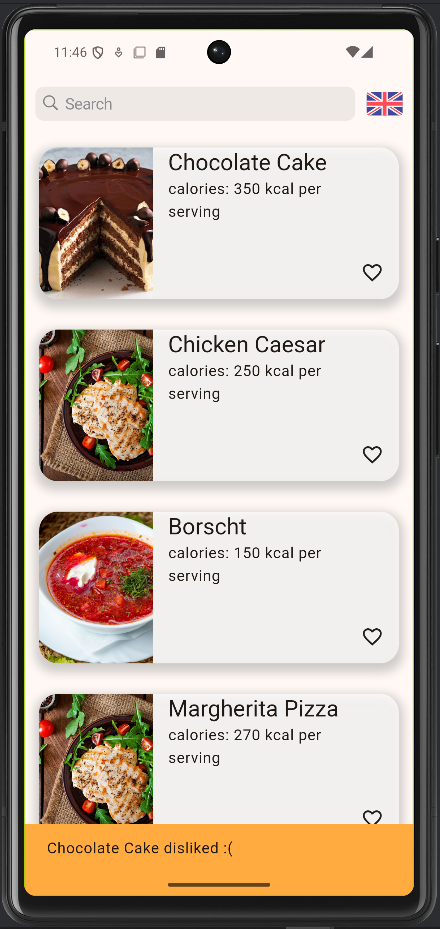 11:46
Search
Chocolate Cake
calories: 350 kcal per
serving
Chicken Caesar
calories: 250 kcal per
serving
Borscht
calories: 150 kcal per
serving
Margherita Pizza
calories: 270 kcal per
serving
Chocolate Cake disliked :(